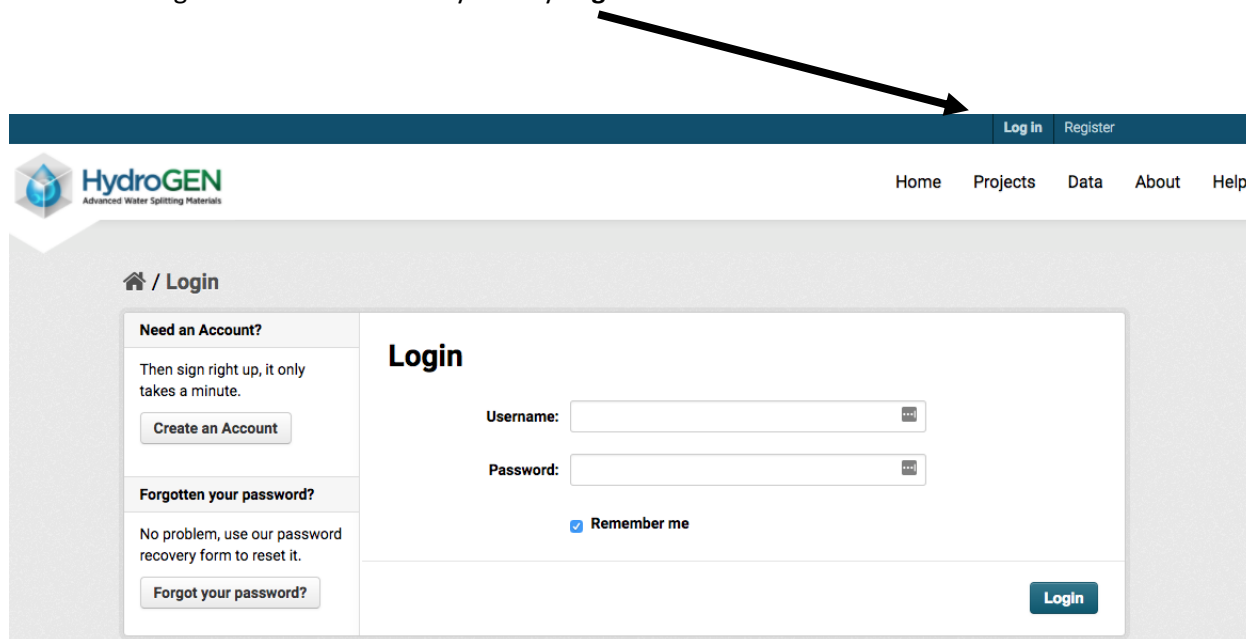 Log in Register
HydroGEN
Advanced Water Splitting Materials
Home Projects Data About Help
/ Login
Need an Account?
Then sign right up, it only
takes a minute.
Create an Account
Forgotten your password?
No problem, use our password
recovery form to reset it.
Forgot your password?
Login
Username:
Password:
Remember me
Login